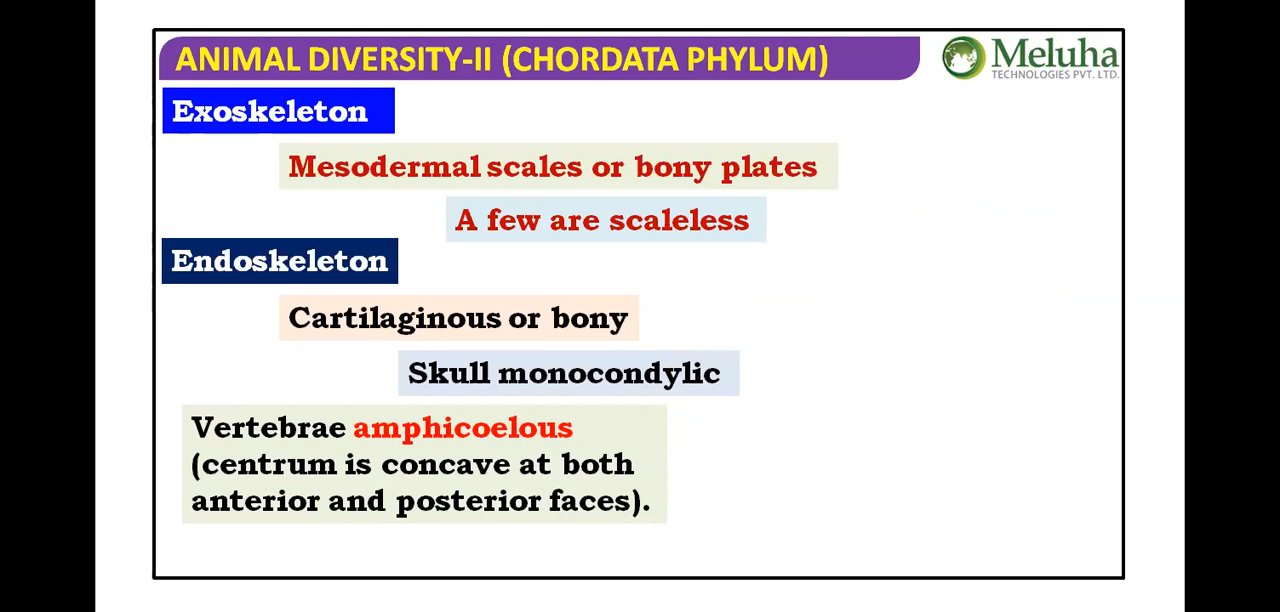 ANIMAL DIVERSITY-II (CHORDATA PHYLUM)
Meluha
TECHNOLOGIES PVT. LTD.
Exoskeleton
Mesodermal scales or bony plates
A few are scaleless
Endoskeleton
Cartilaginous or bony
Skull monocondylic
Vertebrae amphicoelous
(centrum is concave at both
anterior and posterior faces).